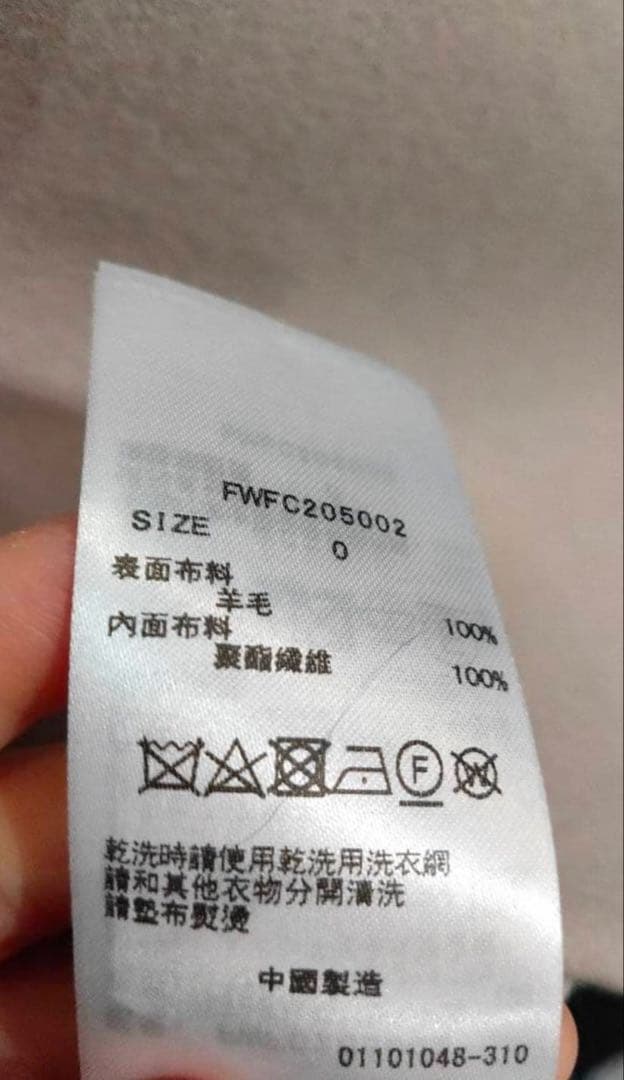 FWFC205002
SIZE 0
表面布料
羊毛 100%
內面布料
聚酯纖維 100%
F W
乾洗時請使用乾洗用洗衣網
請和其他衣物分開清洗
請墊布熨燙
中國製造
01101048-310